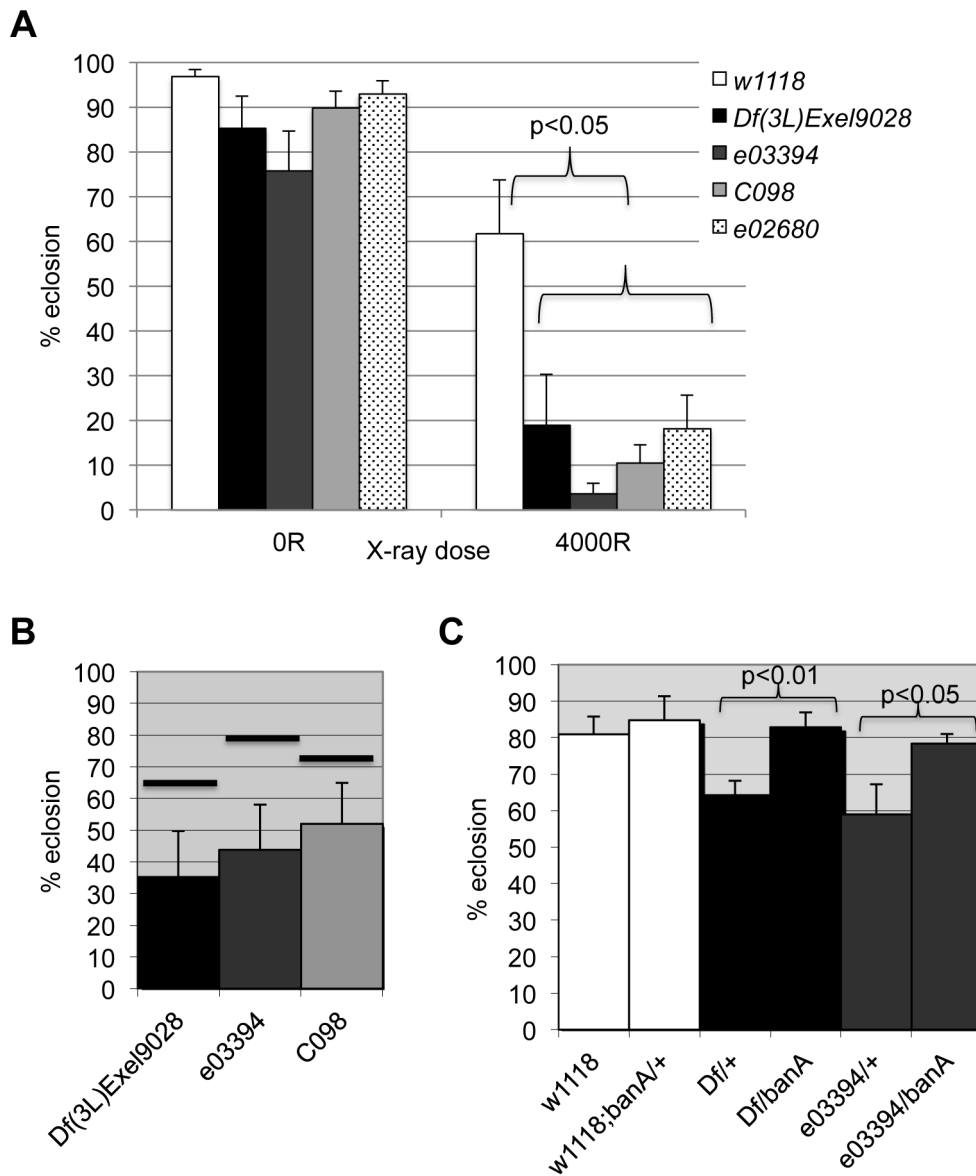 A
100
90
80
70
60
50
40
30
20
10
0
% eclosion
0R
X-ray dose
4000R
p<0.05
w1118
Df(3L)Exel9028
e03394
C098
e02680
B
100
90
80
70
60
50
40
30
20
10
0
% eclosion
Df(3L)Exel9028
e03394
C098
C
100
90
80
70
60
50
40
30
20
10
0
% eclosion
p<0.01
p<0.05
w1118
w1118;banA/+
Df/+
Df/banA
e03394/+
e03394/banA